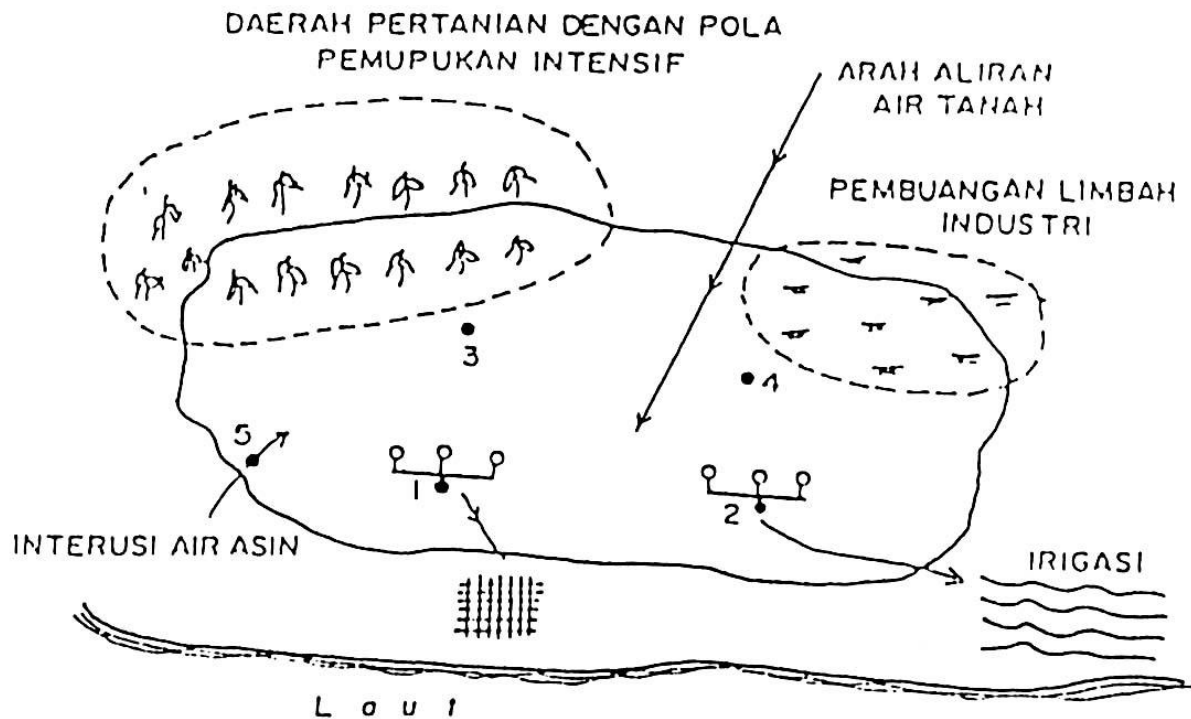 DAERAH PERTANIAN DENGAN POLA
PEMUPUKAN INTENSIF
ARAH ALIRAN
AIR TANAH
PEMBUANGAN LIMBAH
INDUSTRI
3
4
5
1
2
INTERUSI AIR ASIN
IRIGASI
Laut